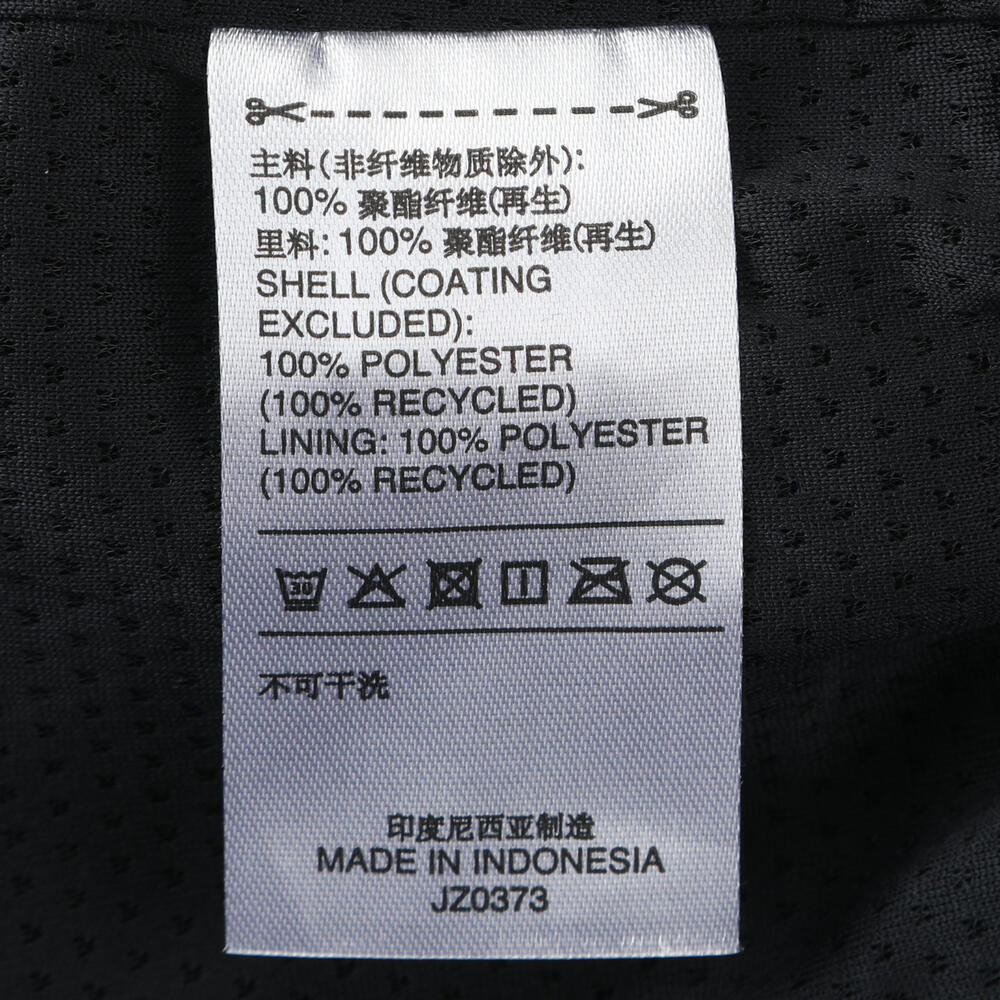 主料(非纤维物质除外):
100% 聚酯纤维(再生)
里料: 100% 聚酯纤维(再生)
SHELL (COATING
EXCLUDED):
100% POLYESTER
(100% RECYCLED)
LINING: 100% POLYESTER
(100% RECYCLED)
30
不可干洗
印度尼西亚制造
MADE IN INDONESIA
JZ0373